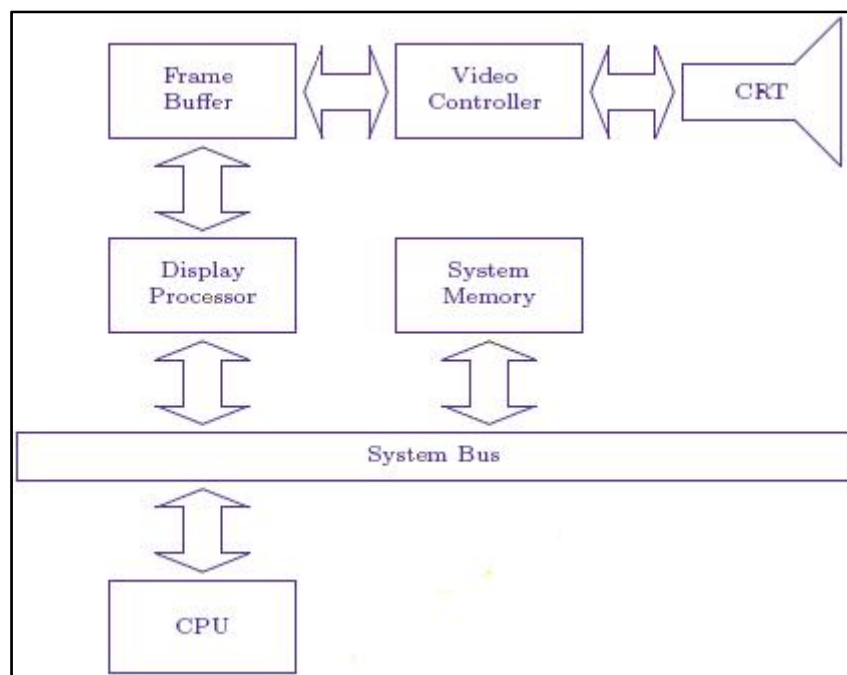 Frame
Buffer
Video
Controller
CRT
Display
Processor
System
Memory
System Bus
CPU